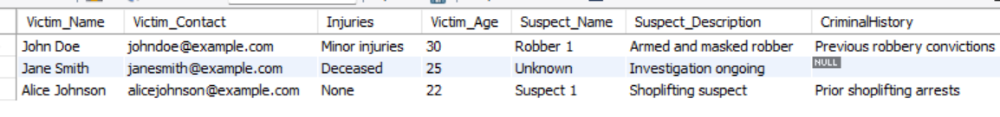 Victim_Name Victim_Contact Injuries Victim_Age Suspect_Name Suspect_Description CriminalHistory
John Doe johndoe@example.com Minor injuries 30 Robber 1 Armed and masked robber Previous robbery convictions
Jane Smith janesmith@example.com Deceased 25 Unknown Investigation ongoing NULL
Alice Johnson alicejohnson@example.com None 22 Suspect 1 Shoplifting suspect Prior shoplifting arrests